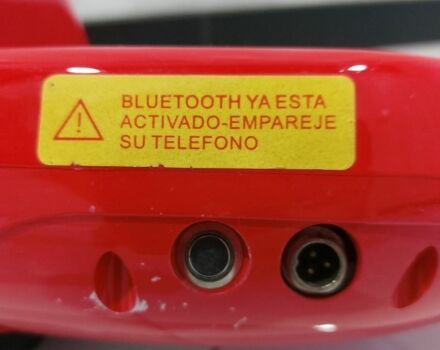 BLUETOOTH YA ESTA
ACTIVADO-EMPAREJE
SU TELEFONO